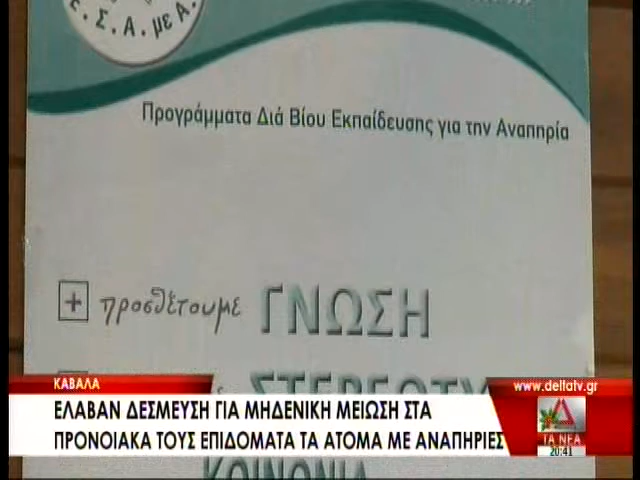 Ε. Σ. Α. με Α.
Προγράμματα Διά Βίου Εκπαίδευσης για την Αναπηρία
+ προσθέτουμε ΓΝΩΣΗ
ΚΑΒΑΛΑ
www.deltatv.gr
ΕΛΑΒΑΝ ΔΕΣΜΕΥΣΗ ΓΙΑ ΜΗΔΕΝΙΚΗ ΜΕΙΩΣΗ ΣΤΑ
ΠΡΟΝΟΙΑΚΑ ΤΟΥΣ ΕΠΙΔΟΜΑΤΑ ΤΑ ΑΤΟΜΑ ΜΕ ΑΝΑΠΗΡΙΕΣ
ΤΑ ΝΕΑ
20:41
ΚΟΙΝΩΝΙΑ